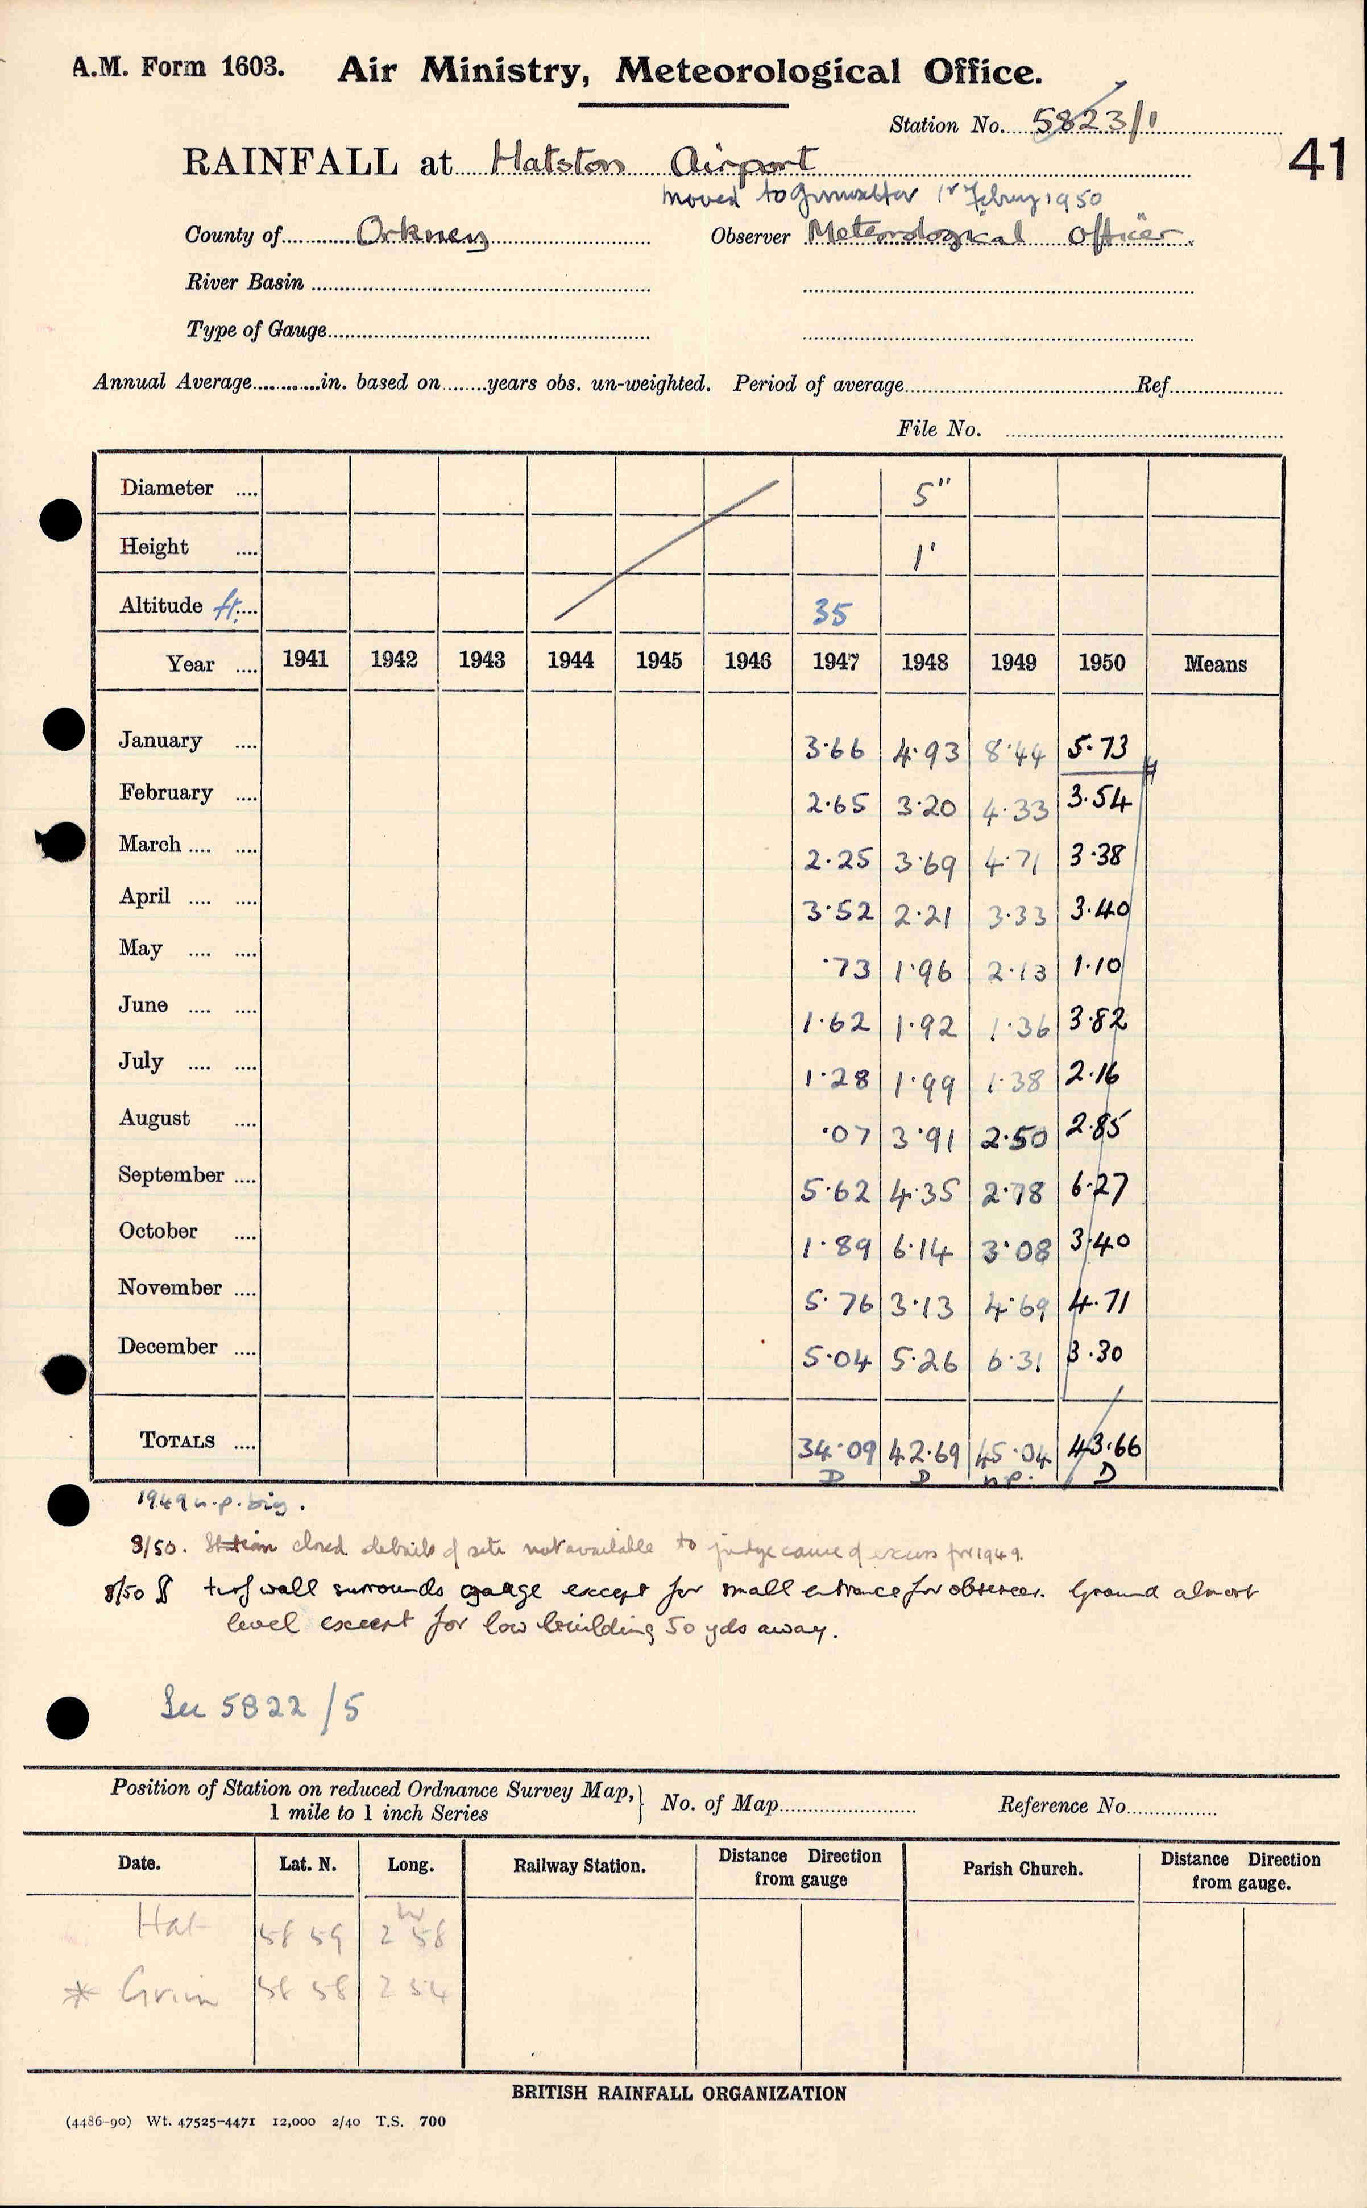 A.M. Form 1603. Air Ministry, Meteorological Office.
Station No. 5823/1
41
RAINFALL at Hatston Airport
moved to Grimsetter 1st Febry 1950
County of Orkney Observer Meteorological Officer.
River Basin
Type of Gauge
Annual Average in. based on years obs. un-weighted. Period of average Ref
File No.
Diameter .... 5"
Height .... 1'
Altitude ft. .... 35
Year .... 1941 1942 1943 1944 1945 1946 1947 1948 1949 1950 Means
January .... 3·66 4·93 8·44 5·73
February .... 2·65 3·20 4·33 3·54
March .... .... 2·25 3·69 4·71 3·38
April .... .... 3·52 2·21 3·33 3·40
May .... .... ·73 1·96 2·13 1·10
June .... .... 1·62 1·92 1·36 3·82
July .... .... 1·28 1·99 1·38 2·16
August .... ·07 3·91 2·50 2·85
September .... 5·62 4·35 2·78 6·27
October .... 1·89 6·14 3·08 3·40
November .... 5·76 3·13 4·69 4·71
December .... 5·04 5·26 6·31 3·30
TOTALS .... 34·09 42·69 45·04 43·66
D D n.p. D
1949 n.p. big.
8/50. Station closed details of site not available to judge cause of excess for 1949.
8/50 turf wall surrounds gauge except for small entrance for observer. Ground almost
level except for low building 50 yds away.
See 5822/5
Position of Station on reduced Ordnance Survey Map, 1 mile to 1 inch Series } No. of Map Reference No.
Date. Lat. N. Long. Railway Station. Distance Direction from gauge Parish Church. Distance Direction from gauge.
Hat 58 59 2 W 58
* Grim 58 58 2 54
BRITISH RAINFALL ORGANIZATION
(4486-90) Wt. 47525-4471 12,000 2/40 T.S. 700